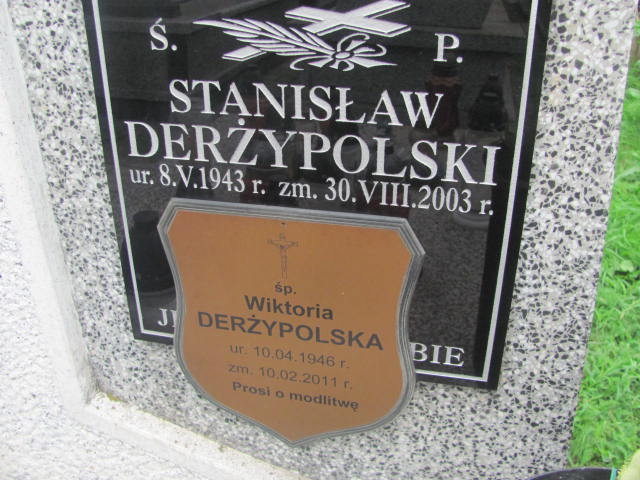 Ś. P.
STANISŁAW
DERŻYPOLSKI
ur. 8.V.1943 r. zm. 30.VIII.2003 r.
śp.
Wiktoria
DERŻYPOLSKA
ur. 10.04.1946 r.
zm. 10.02.2011 r.
Prosi o modlitwę